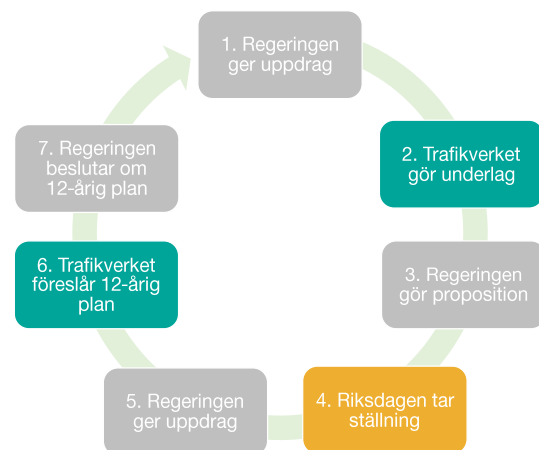 1. Regeringen
ger uppdrag
2. Trafikverket
gör underlag
3. Regeringen
gör proposition
4. Riksdagen tar
ställning
5. Regeringen
ger uppdrag
6. Trafikverket
föreslår 12-årig
plan
7. Regeringen
beslutar om
12-årig plan